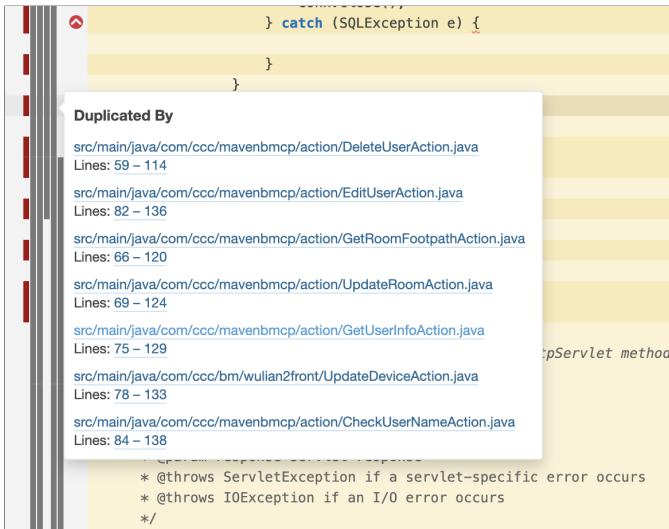 } catch (SQLException e) {
}
}
Duplicated By
src/main/java/com/ccc/mavenbmcp/action/DeleteUserAction.java
Lines: 59 – 114
src/main/java/com/ccc/mavenbmcp/action/EditUserAction.java
Lines: 82 – 136
src/main/java/com/ccc/mavenbmcp/action/GetRoomFootpathAction.java
Lines: 66 – 120
src/main/java/com/ccc/mavenbmcp/action/UpdateRoomAction.java
Lines: 69 – 124
src/main/java/com/ccc/mavenbmcp/action/GetUserInfoAction.java
Lines: 75 – 129
tpServlet method
src/main/java/com/ccc/bm/wulian2front/UpdateDeviceAction.java
Lines: 78 – 133
src/main/java/com/ccc/mavenbmcp/action/CheckUserNameAction.java
Lines: 84 – 138
* @throws ServletException if a servlet-specific error occurs
* @throws IOException if an I/O error occurs
*/